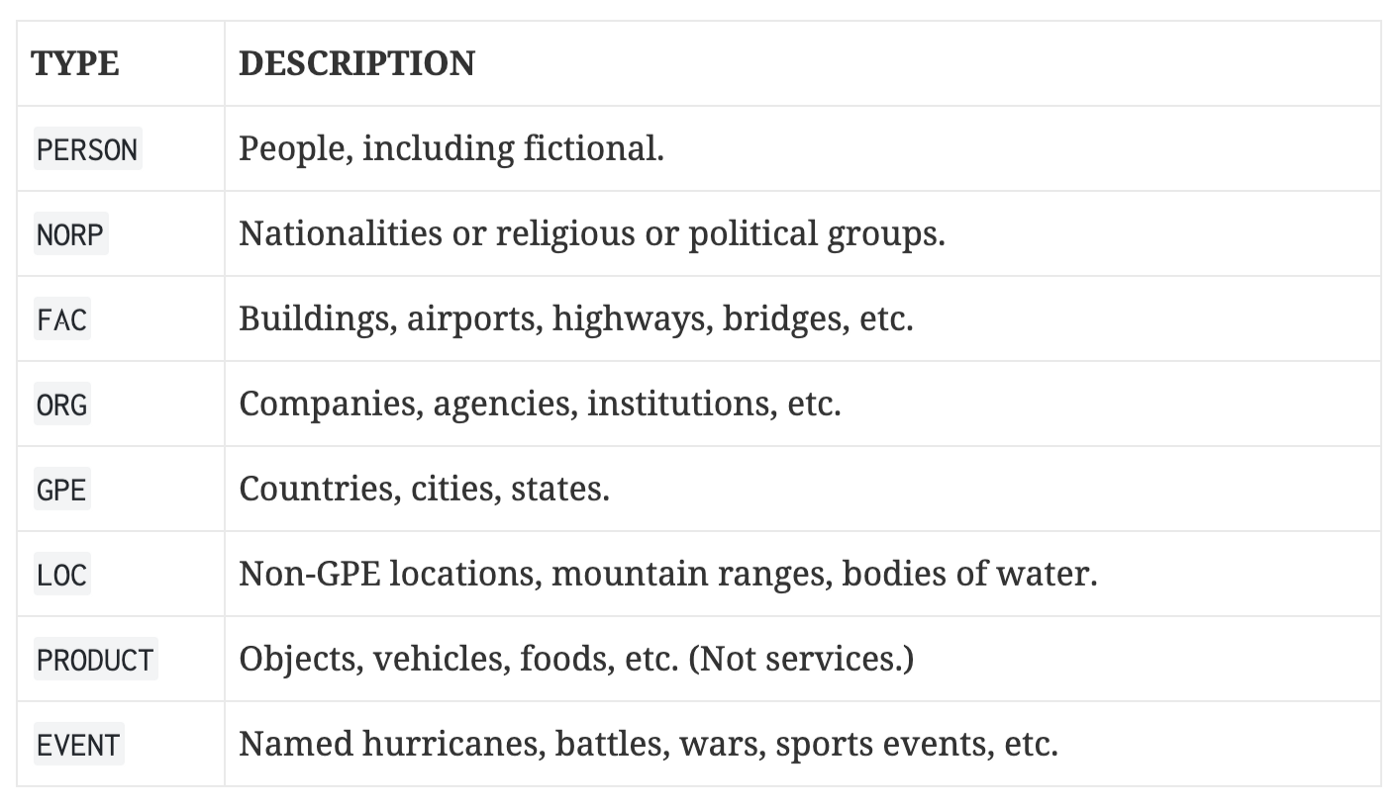 TYPE DESCRIPTION
PERSON People, including fictional.
NORP Nationalities or religious or political groups.
FAC Buildings, airports, highways, bridges, etc.
ORG Companies, agencies, institutions, etc.
GPE Countries, cities, states.
LOC Non-GPE locations, mountain ranges, bodies of water.
PRODUCT Objects, vehicles, foods, etc. (Not services.)
EVENT Named hurricanes, battles, wars, sports events, etc.